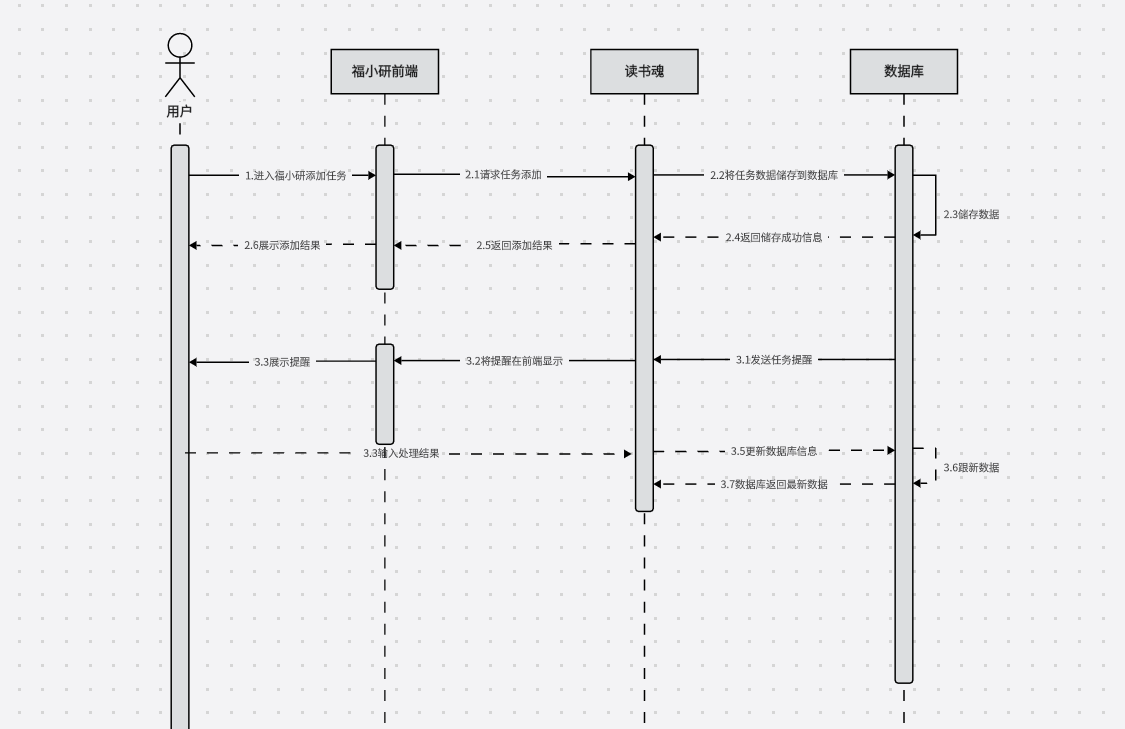 福小研前端
读书魂
数据库
用户
1.进入福小研添加任务
2.1请求任务添加
2.2将任务数据储存到数据库
2.3储存数据
2.4返回储存成功信息
2.5返回添加结果
2.6展示添加结果
3.1发送任务提醒
3.2将提醒在前端显示
3.3展示提醒
3.3输入处理结果
3.5更新数据库信息
3.6跟新数据
3.7数据库返回最新数据